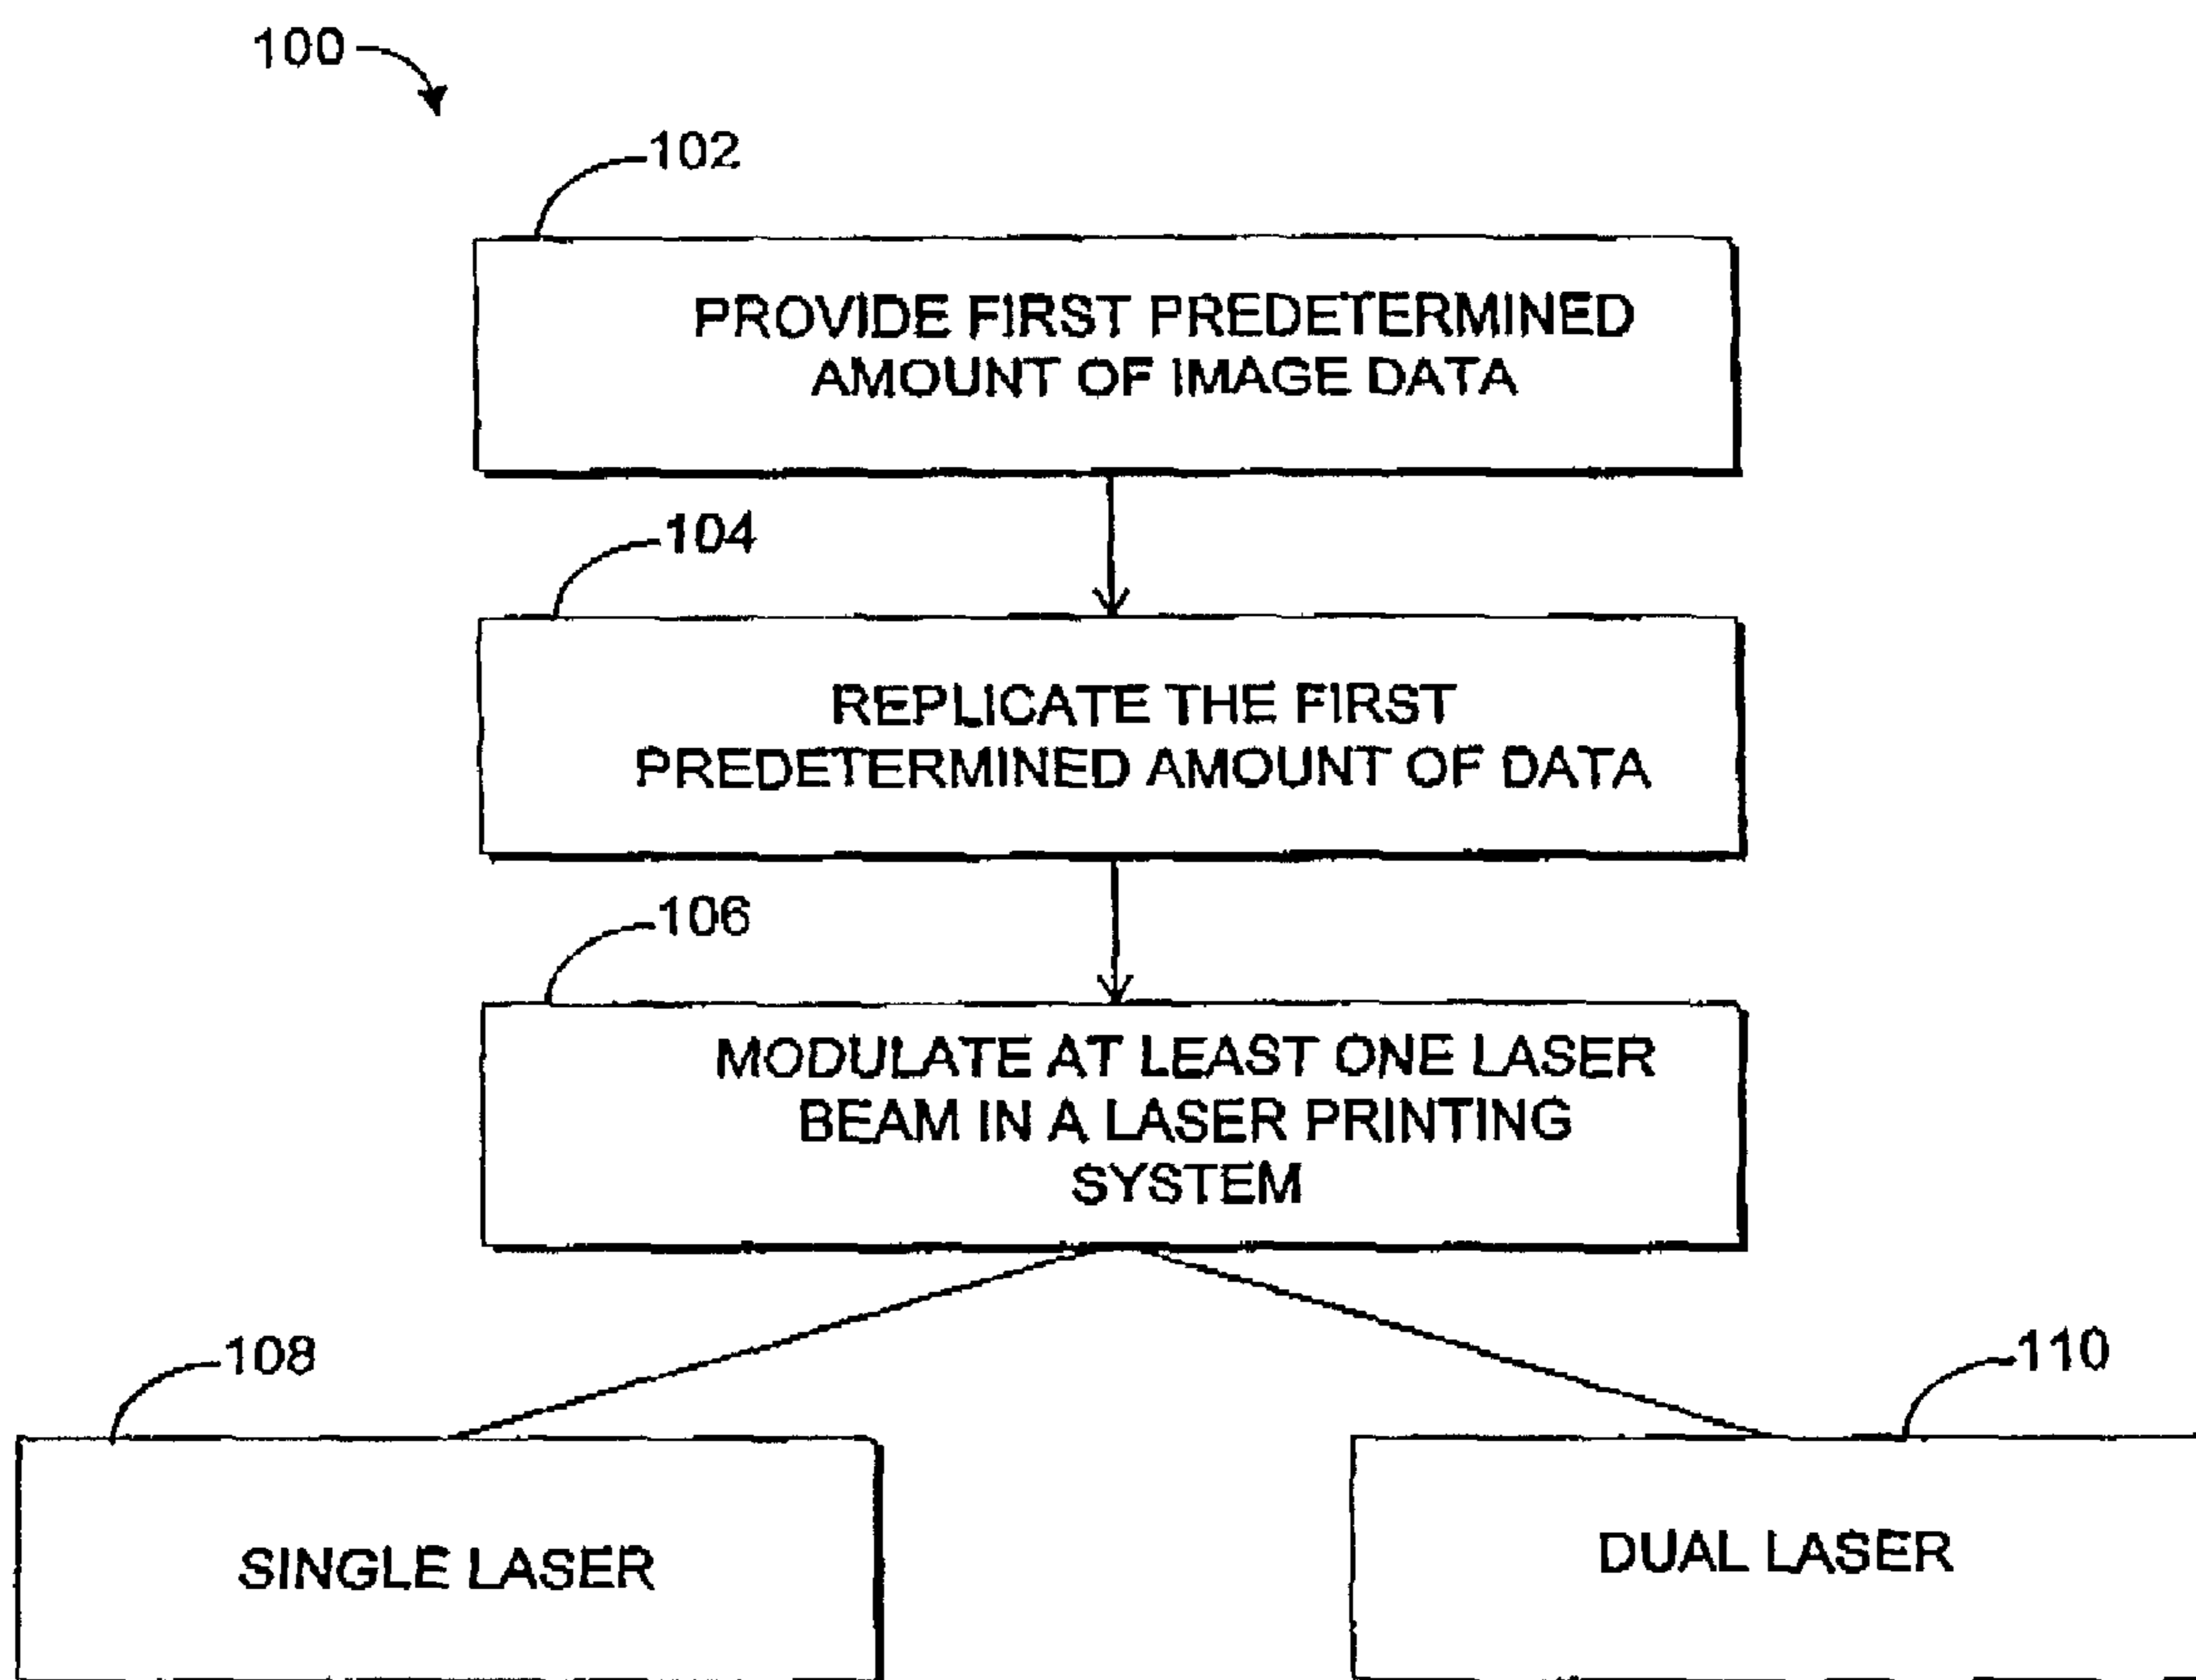 100
102
PROVIDE FIRST PREDETERMINED
AMOUNT OF IMAGE DATA
104
REPLICATE THE FIRST
PREDETERMINED AMOUNT OF DATA
106
MODULATE AT LEAST ONE LASER
BEAM IN A LASER PRINTING
SYSTEM
108
SINGLE LASER
110
DUAL LASER